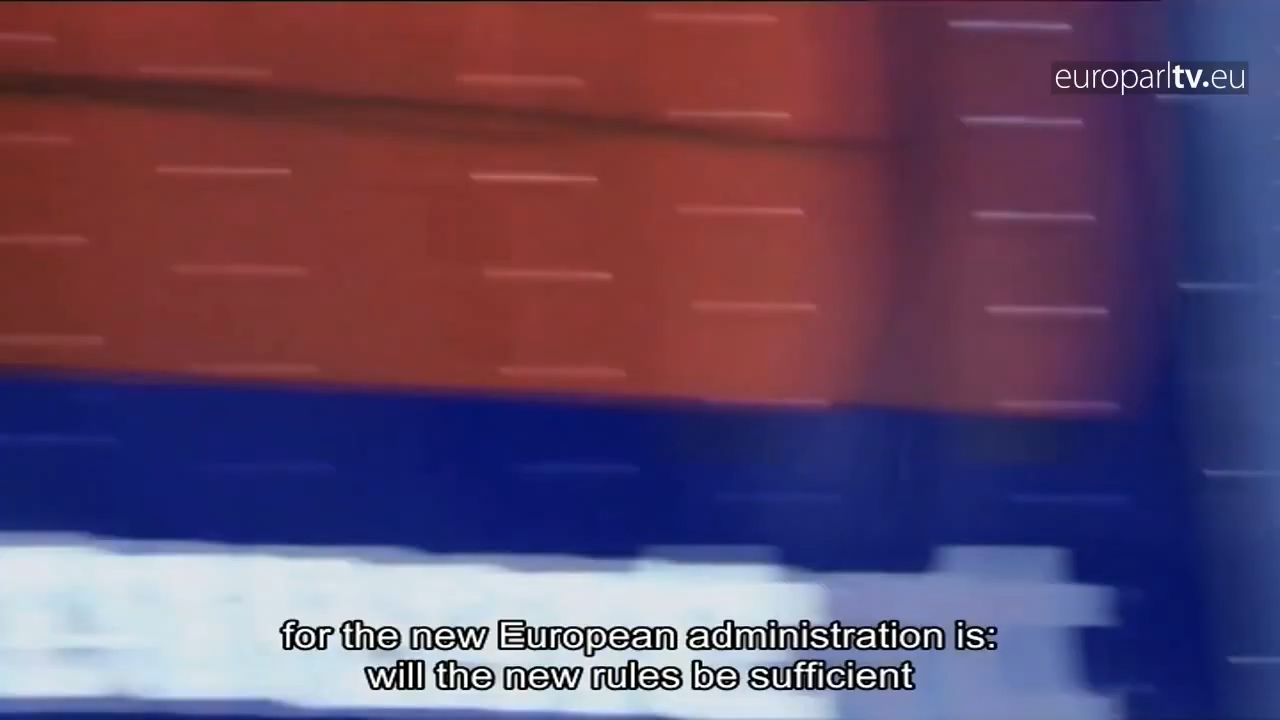 europarltv.eu
for the new European administration is:
will the new rules be sufficient